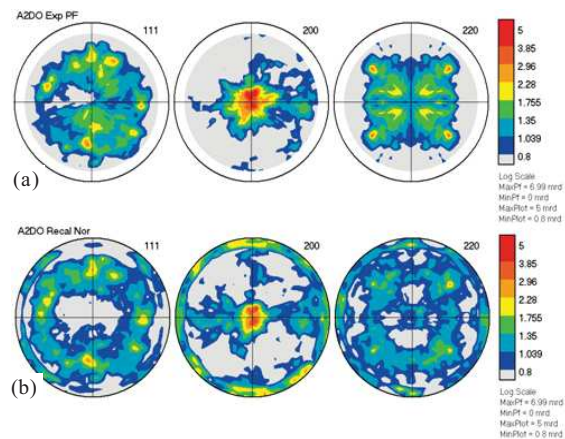 A2DO Exp PF
111
200
220
5
3.85
2.96
2.28
1.755
1.35
1.039
0.8
(a)
Log Scale
MaxPf = 6.99 mrd
MinPf = 0 mrd
MaxPlot = 5 mrd
MinPlot = 0.8 mrd
A2DO Recal Nor
111
200
220
5
3.85
2.96
2.28
1.755
1.35
1.039
0.8
(b)
Log Scale
MaxPf = 6.99 mrd
MinPf = 0 mrd
MaxPlot = .5 mrd
MinPlot = 0.8 mrd